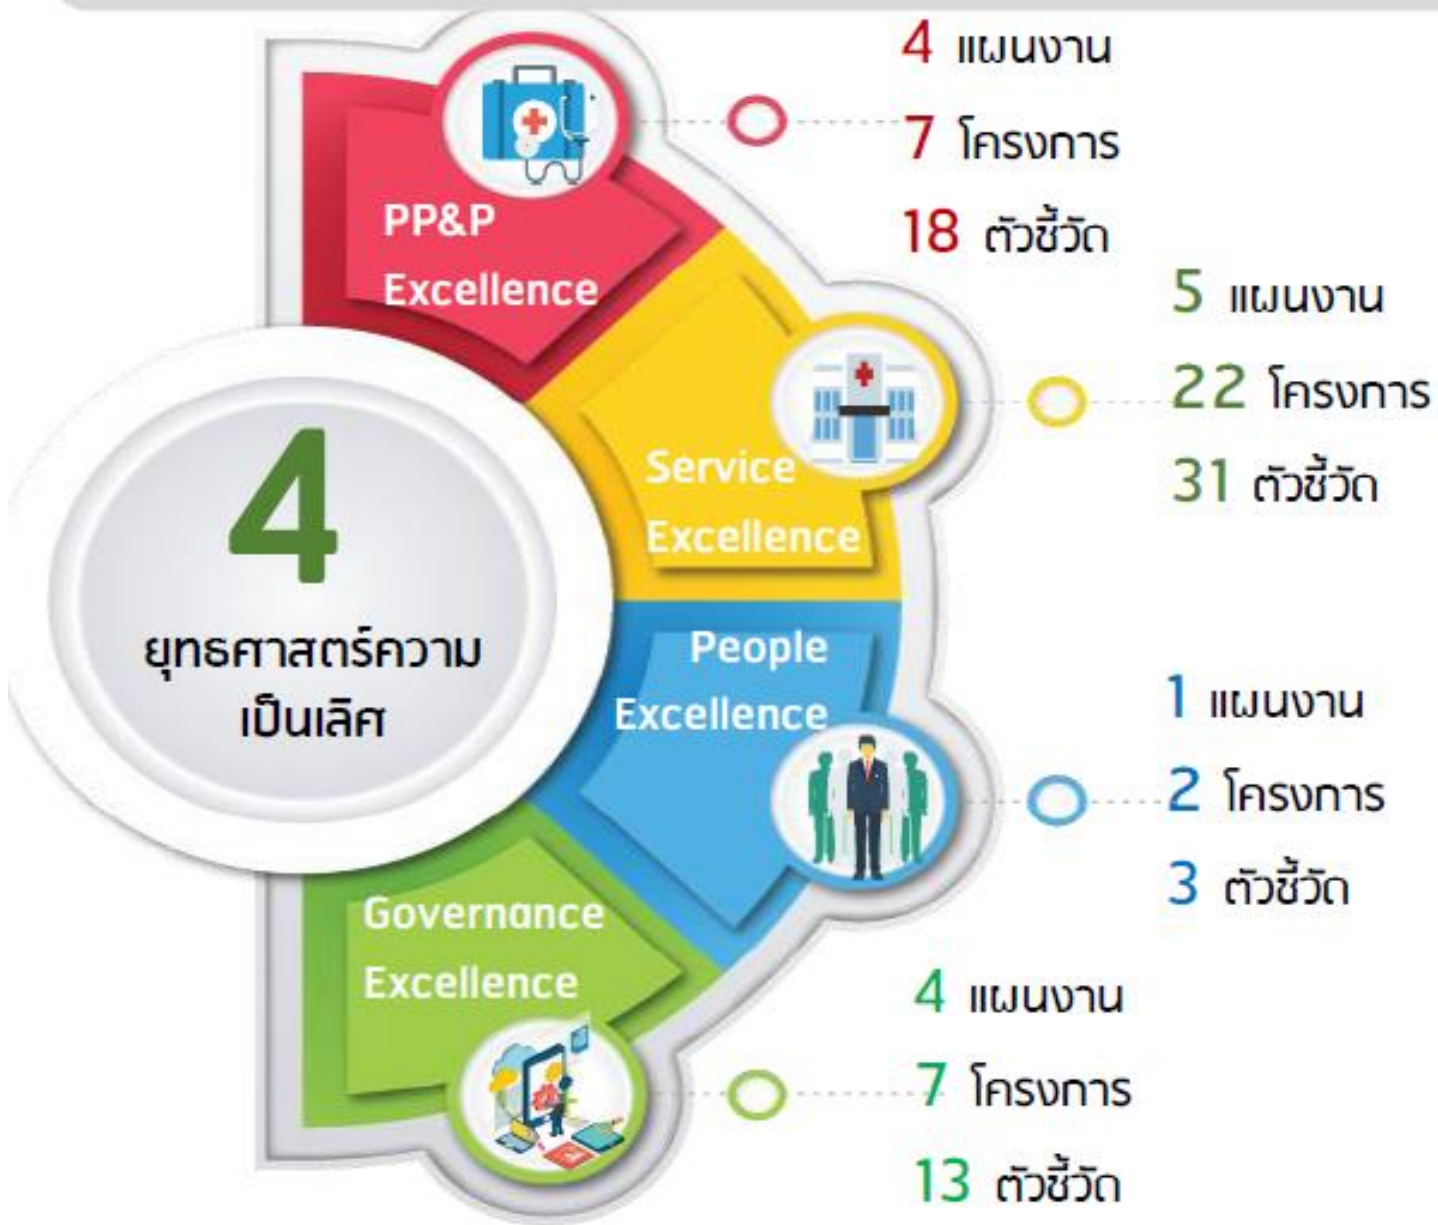 4 แผนงาน
7 โครงการ
18 ตัวชี้วัด
PP&P
Excellence
5 แผนงาน
22 โครงการ
31 ตัวชี้วัด
Service
Excellence
4
ยุทธศาสตร์ความ
เป็นเลิศ
People
Excellence
1 แผนงาน
2 โครงการ
3 ตัวชี้วัด
Governance
Excellence
4 แผนงาน
7 โครงการ
13 ตัวชี้วัด